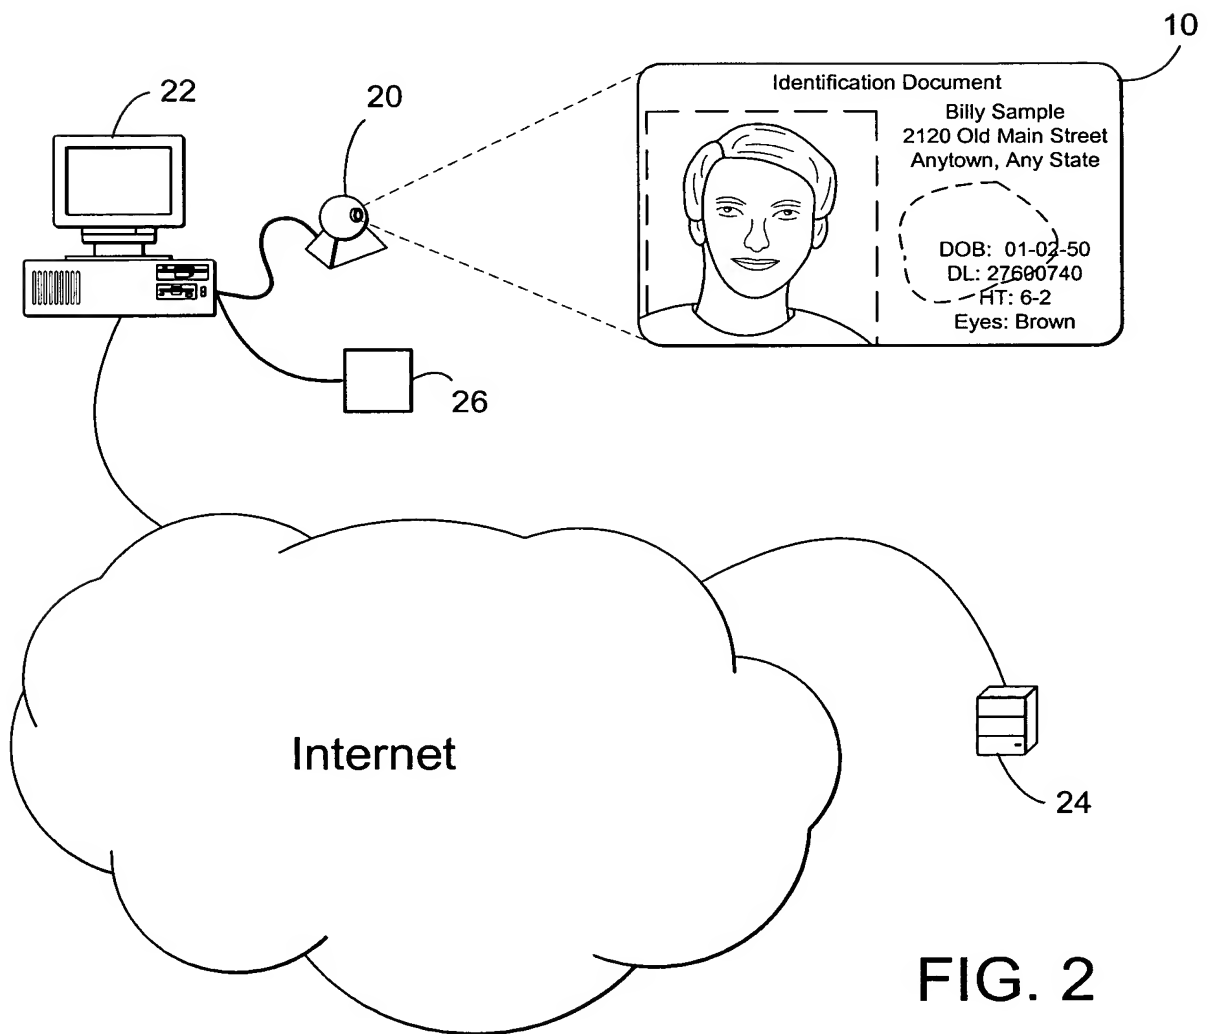 10
22
20
Identification Document
Billy Sample
2120 Old Main Street
Anytown, Any State
DOB: 01-02-50
DL: 27600740
HT: 6-2
Eyes: Brown
26
Internet
24
FIG. 2